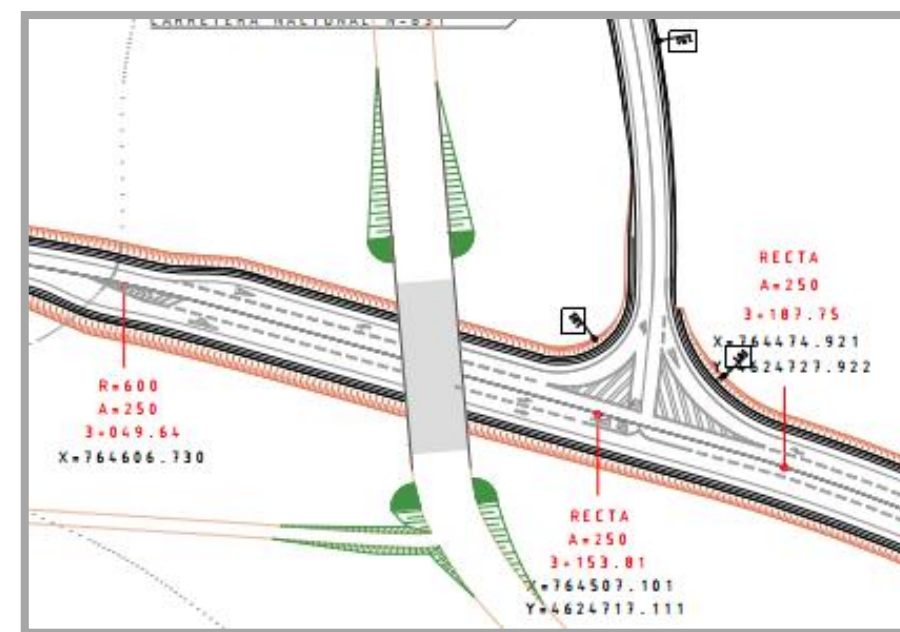 CARRETERA NACIONAL N-831
RECTA
A=250
3+187.75
X=764474.921
Y=4624727.922
R=600
A=250
3+049.64
X=764606.730
RECTA
A=250
3+153.81
X=764507.101
Y=4624717.111